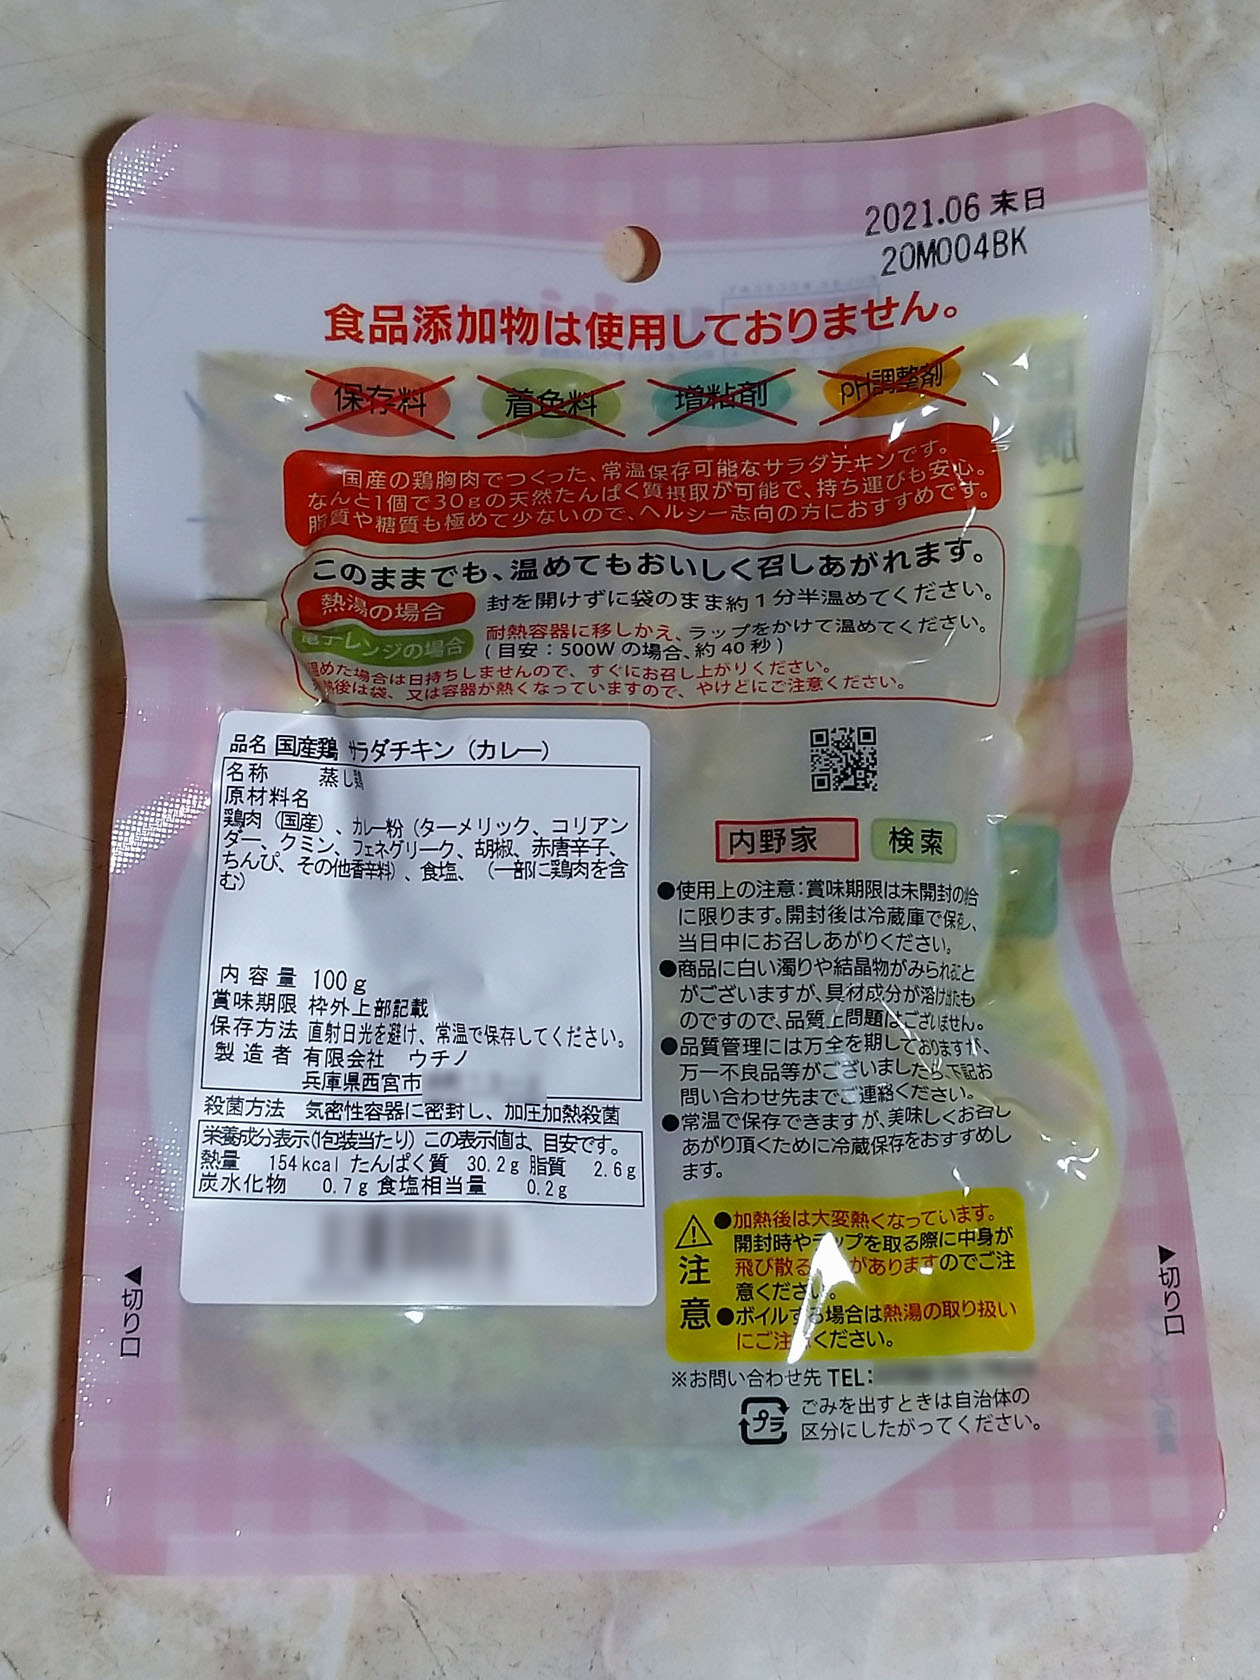 2021.06 末日
20M004BK
食品添加物は使用しておりません。
保存料 着色料 増粘剤 pH調整剤
国産の鶏胸肉でつくった、常温保存可能なサラダチキンです。
なんと1個で30gの天然たんぱく質摂取が可能で、持ち運びも安心。
脂質や糖質も極めて少ないので、ヘルシー志向の方におすすめです。
このままでも、温めてもおいしく召しあがれます。
熱湯の場合 封を開けずに袋のまま約1分半温めてください。
電子レンジの場合 耐熱容器に移しかえ、ラップをかけて温めてください。
(目安：500Wの場合、約40秒)
温めた場合は日持ちしませんので、すぐにお召し上がりください。
熱後は袋、又は容器が熱くなっていますので、やけどにご注意ください。
品名 国産鶏 サラダチキン（カレー）
名称 蒸し鶏
原材料名
鶏肉（国産）、カレー粉（ターメリック、コリアン
ダー、クミン、フェネグリーク、胡椒、赤唐辛子、
ちんぴ、その他香辛料）、食塩、（一部に鶏肉を含
む）
内容量 100g
賞味期限 枠外上部記載
保存方法 直射日光を避け、常温で保存してください。
製造者 有限会社 ウチノ
兵庫県西宮市
殺菌方法 気密性容器に密封し、加圧加熱殺菌
栄養成分表示(1包装当たり) この表示値は、目安です。
熱量 154kcal たんぱく質 30.2g 脂質 2.6g
炭水化物 0.7g 食塩相当量 0.2g
内野家 検索
●使用上の注意：賞味期限は未開封の場合
に限ります。開封後は冷蔵庫で保存し、
当日中にお召しあがりください。
●商品に白い濁りや結晶物がみられること
がございますが、具材成分が溶け出たも
のですので、品質上問題はございません。
●品質管理には万全を期しておりますが、
万一不良品等がございましたら、下記お
問い合わせ先までご連絡ください。
●常温で保存できますが、美味しくお召し
あがり頂くために冷蔵保存をおすすめし
ます。
注意
●加熱後は大変熱くなっています。
開封時やラップを取る際に中身が
飛び散る がありますのでご注
意ください。
●ボイルする場合は熱湯の取り扱い
にご注意ください。
※お問い合わせ先 TEL:
プラ
ごみを出すときは自治体の
区分にしたがってください。
◀切り口
▶切り口